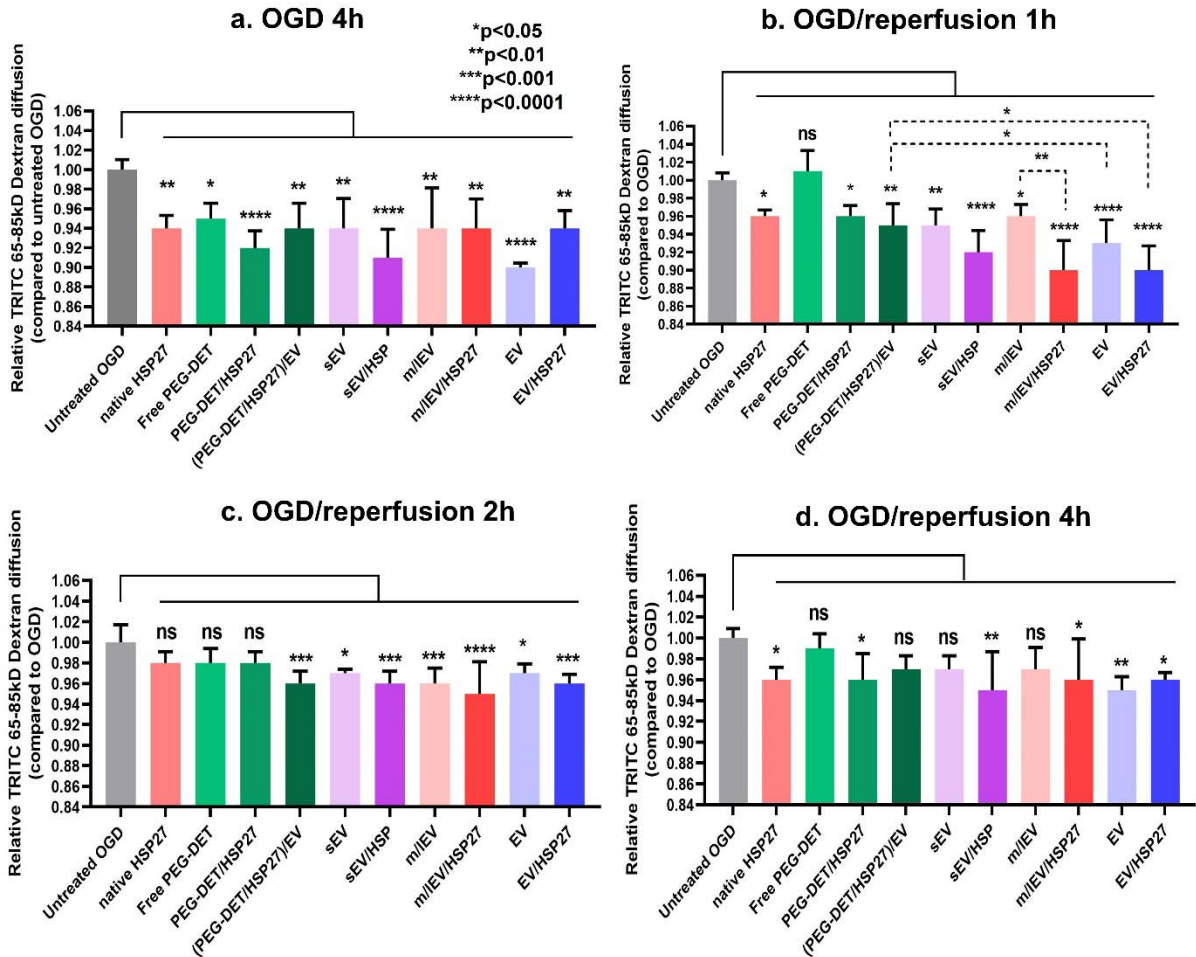 a. OGD 4h
*p<0.05
**p<0.01
***p<0.001
****p<0.0001
Relative TRITC 65-85kD Dextran diffusion
(compared to untreated OGD)
1.06
1.04
1.02
1.00
0.98
0.96
0.94
0.92
0.90
0.88
0.86
0.84
**
*
****
**
**
****
**
**
****
**
Untreated OGD
native HSP27
Free PEG-DET
PEG-DET/HSP27
(PEG-DET/HSP27)/EV
sEV
sEV/HSP
m/lEV
m/lEV/HSP27
EV
EV/HSP27
b. OGD/reperfusion 1h
Relative TRITC 65-85kD Dextran diffusion
(compared to OGD)
1.06
1.04
1.02
1.00
0.98
0.96
0.94
0.92
0.90
0.88
0.86
0.84
*
*
**
*
ns
*
**
**
****
*
****
****
****
Untreated OGD
native HSP27
Free PEG-DET
PEG-DET/HSP27
(PEG-DET/HSP27)/EV
sEV
sEV/HSP
m/lEV
m/lEV/HSP27
EV
EV/HSP27
c. OGD/reperfusion 2h
Relative TRITC 65-85kD Dextran diffusion
(compared to OGD)
1.06
1.04
1.02
1.00
0.98
0.96
0.94
0.92
0.90
0.88
0.86
0.84
ns
ns
ns
***
*
***
***
****
*
***
Untreated OGD
native HSP27
Free PEG-DET
PEG-DET/HSP27
(PEG-DET/HSP27)/EV
sEV
sEV/HSP
m/lEV
m/lEV/HSP27
EV
EV/HSP27
d. OGD/reperfusion 4h
Relative TRITC 65-85kD Dextran diffusion
(compared to OGD)
1.06
1.04
1.02
1.00
0.98
0.96
0.94
0.92
0.90
0.88
0.86
0.84
*
ns
*
ns
ns
**
ns
*
**
*
Untreated OGD
native HSP27
Free PEG-DET
PEG-DET/HSP27
(PEG-DET/HSP27)/EV
sEV
sEV/HSP
m/lEV
m/lEV/HSP27
EV
EV/HSP27